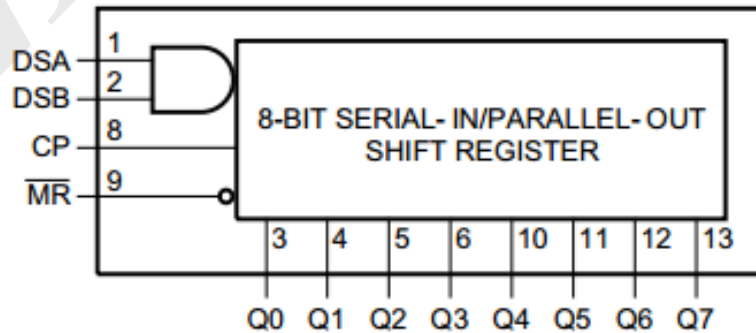 DSA 1
DSB 2
CP 8
MR 9
8-BIT SERIAL- IN/PARALLEL- OUT
SHIFT REGISTER
3 4 5 6 10 11 12 13
Q0 Q1 Q2 Q3 Q4 Q5 Q6 Q7